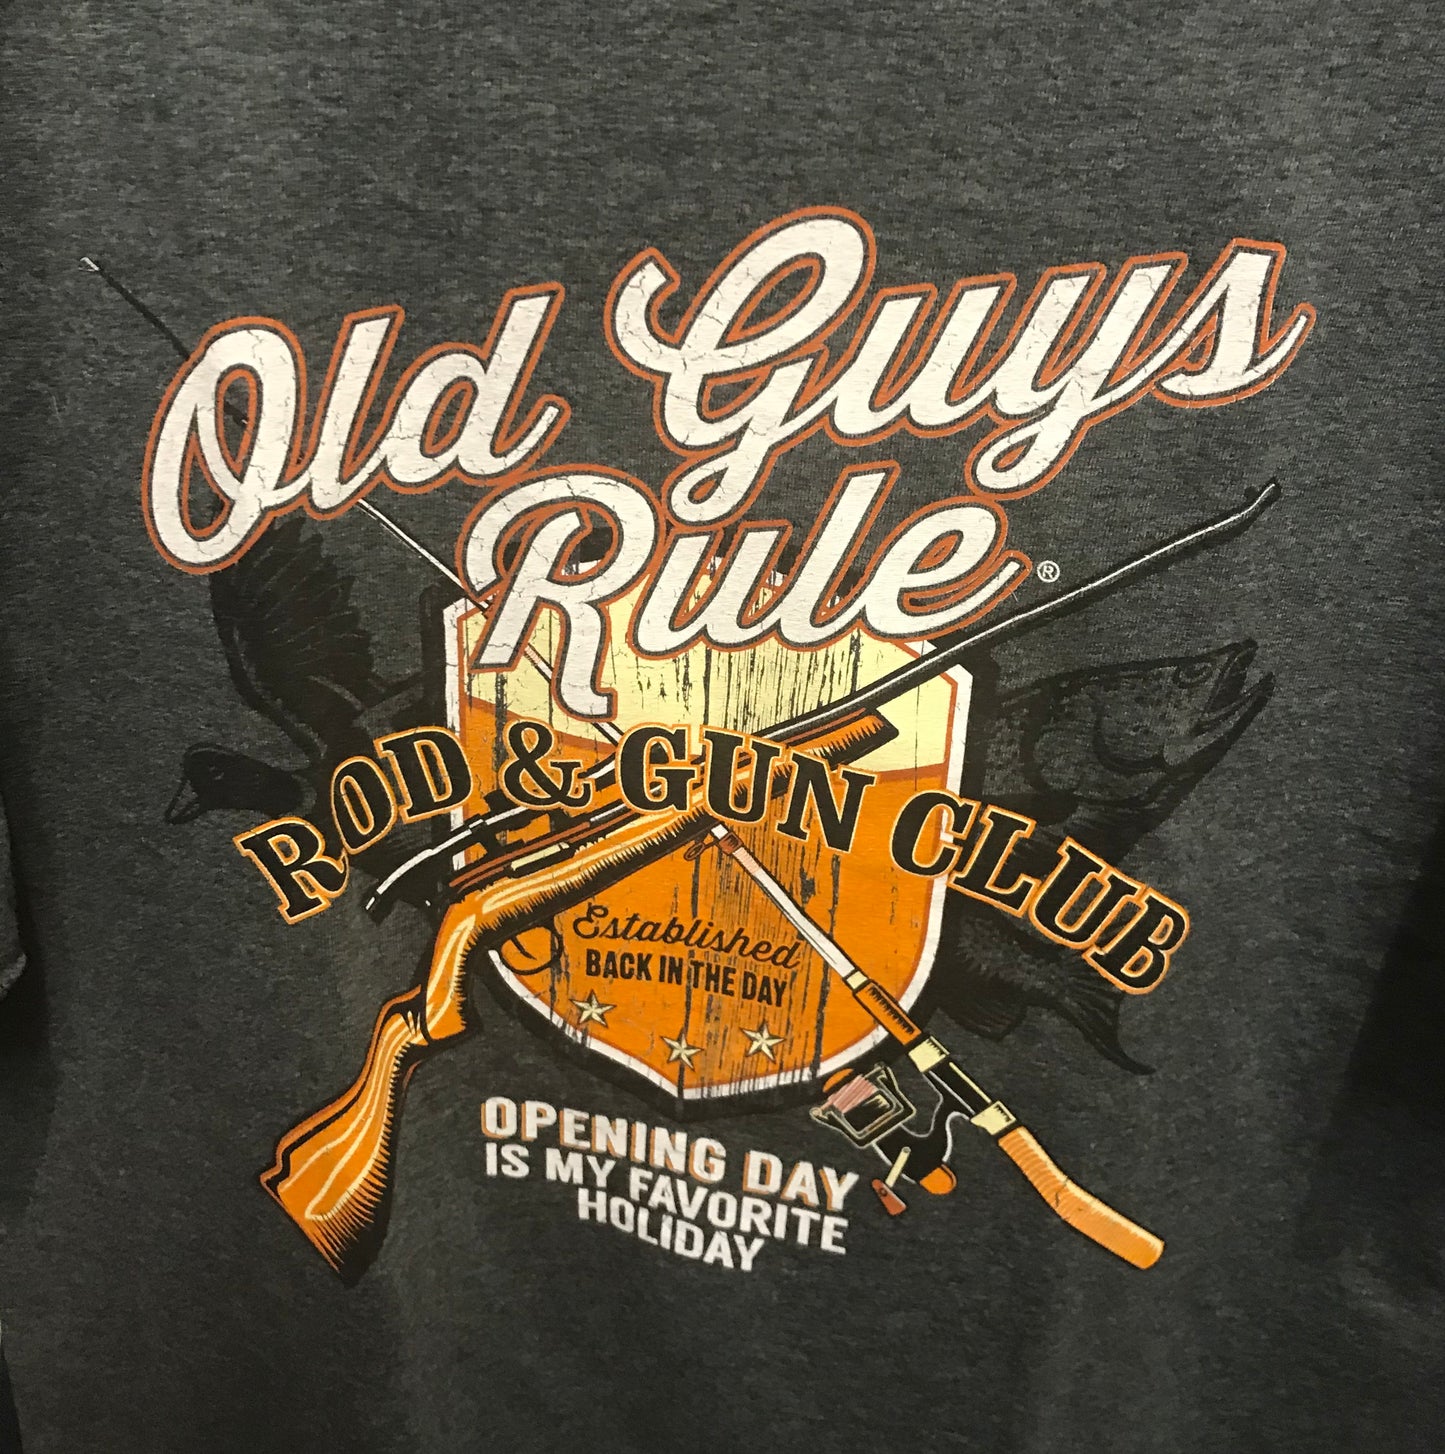 Old Guys
Rule®
ROD & GUN CLUB
Established
BACK IN THE DAY
OPENING DAY
IS MY FAVORITE
HOLIDAY